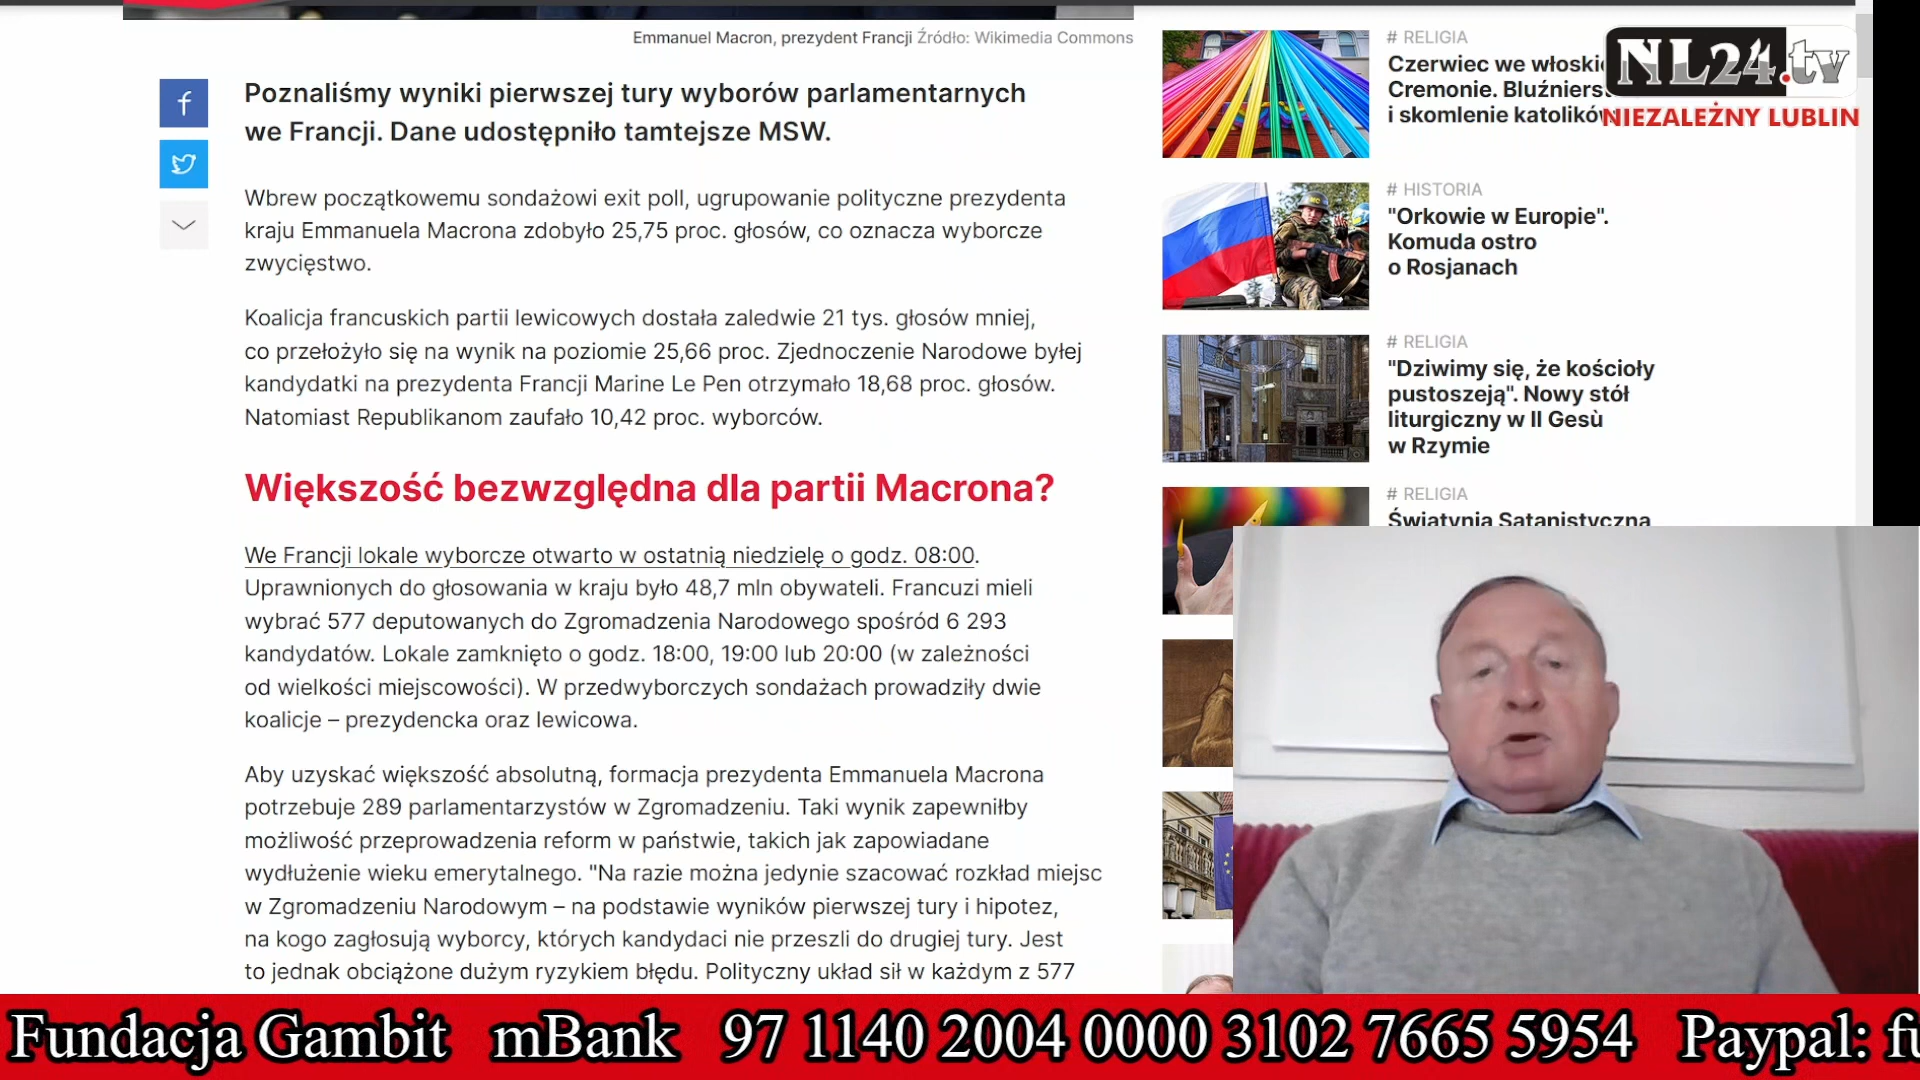 Emmanuel Macron, prezydent Francji Źródło: Wikimedia Commons
Poznaliśmy wyniki pierwszej tury wyborów parlamentarnych
we Francji. Dane udostępniło tamtejsze MSW.
Wbrew początkowemu sondażowi exit poll, ugrupowanie polityczne prezydenta
kraju Emmanuela Macrona zdobyło 25,75 proc. głosów, co oznacza wyborcze
zwycięstwo.
Koalicja francuskich partii lewicowych dostała zaledwie 21 tys. głosów mniej,
co przełożyło się na wynik na poziomie 25,66 proc. Zjednoczenie Narodowe byłej
kandydatki na prezydenta Francji Marine Le Pen otrzymało 18,68 proc. głosów.
Natomiast Republikanom zaufało 10,42 proc. wyborców.
Większość bezwzględna dla partii Macrona?
We Francji lokale wyborcze otwarto w ostatnią niedzielę o godz. 08:00.
Uprawnionych do głosowania w kraju było 48,7 mln obywateli. Francuzi mieli
wybrać 577 deputowanych do Zgromadzenia Narodowego spośród 6 293
kandydatów. Lokale zamknięto o godz. 18:00, 19:00 lub 20:00 (w zależności
od wielkości miejscowości). W przedwyborczych sondażach prowadziły dwie
koalicje – prezydencka oraz lewicowa.
Aby uzyskać większość absolutną, formacja prezydenta Emmanuela Macrona
potrzebuje 289 parlamentarzystów w Zgromadzeniu. Taki wynik zapewniłby
możliwość przeprowadzenia reform w państwie, takich jak zapowiadane
wydłużenie wieku emerytalnego. "Na razie można jedynie szacować rozkład miejsc
w Zgromadzeniu Narodowym – na podstawie wyników pierwszej tury i hipotez,
na kogo zagłosują wyborcy, których kandydaci nie przeszli do drugiej tury. Jest
to jednak obciążone dużym ryzykiem błędu. Polityczny układ sił w każdym z 577
# RELIGIA
Czerwiec we
Cremonie.
i skomlenie
NL24.tv
NIEZALEŻNY LUBLIN
# HISTORIA
"Orkowie w Europie".
Komuda ostro
o Rosjanach
# RELIGIA
"Dziwimy się, że kościoły
pustoszeją". Nowy stół
liturgiczny w Il Gesù
w Rzymie
# RELIGIA
Świątynia Satanistyczna
Fundacja Gambit mBank 97 1140 2004 0000 3102 7665 5954 Paypal: